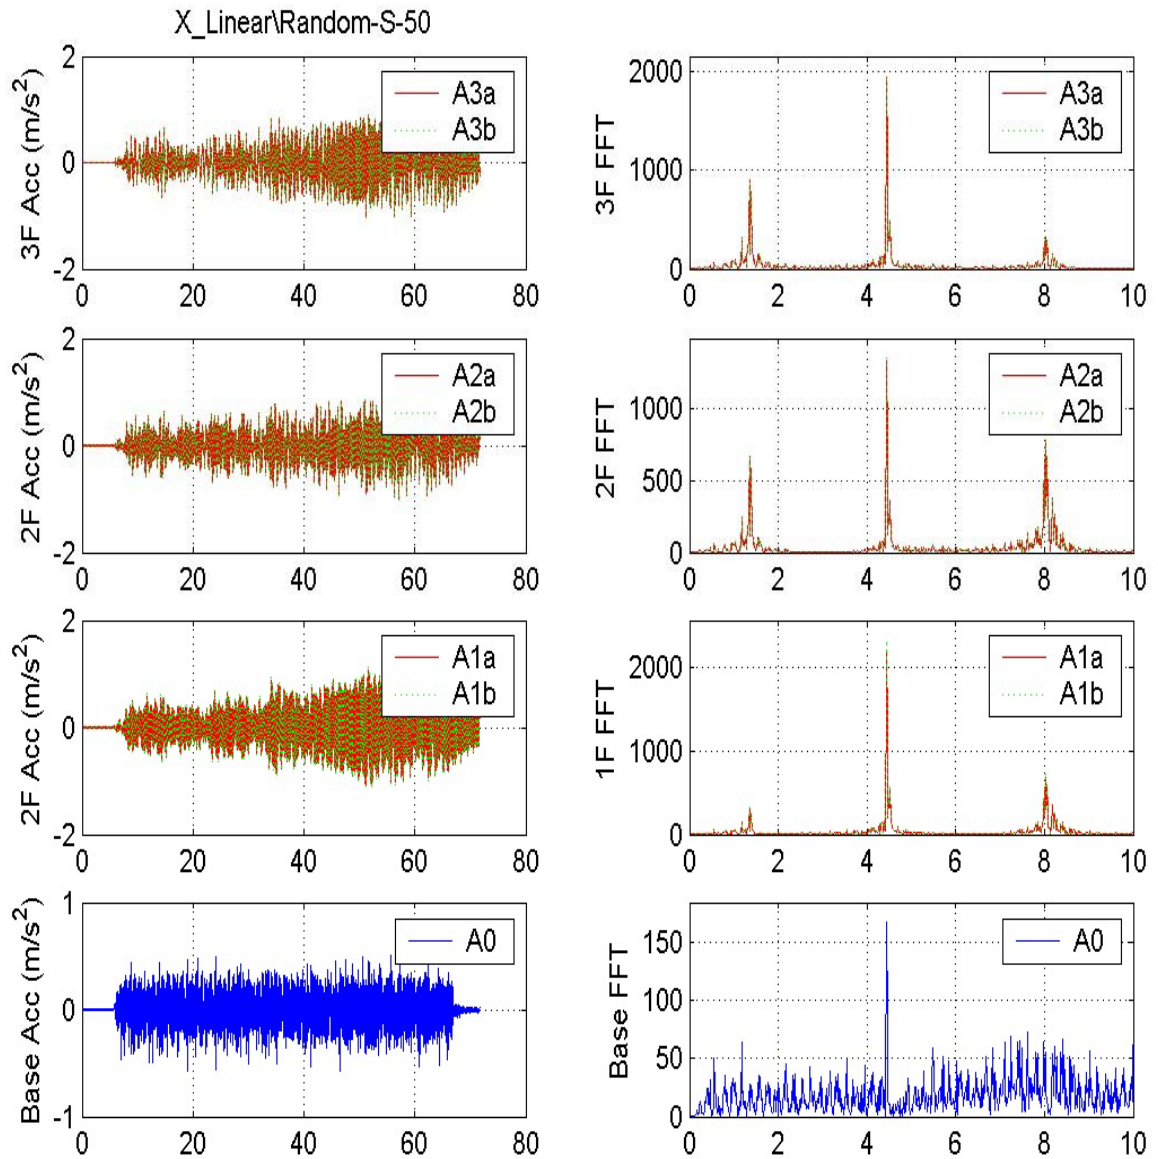 X_Linear\Random-S-50
3F Acc (m/s²)
2
0
-2
0 20 40 60 80
A3a
A3b
3F FFT
2000
1000
0
0 2 4 6 8 10
A3a
A3b
2F Acc (m/s²)
2
0
-2
0 20 40 60 80
A2a
A2b
2F FFT
1000
500
0
0 2 4 6 8 10
A2a
A2b
2F Acc (m/s²)
2
0
-2
0 20 40 60 80
A1a
A1b
1F FFT
2000
1000
0
0 2 4 6 8 10
A1a
A1b
Base Acc (m/s²)
1
0
-1
0 20 40 60 80
A0
Base FFT
150
100
50
0
0 2 4 6 8 10
A0